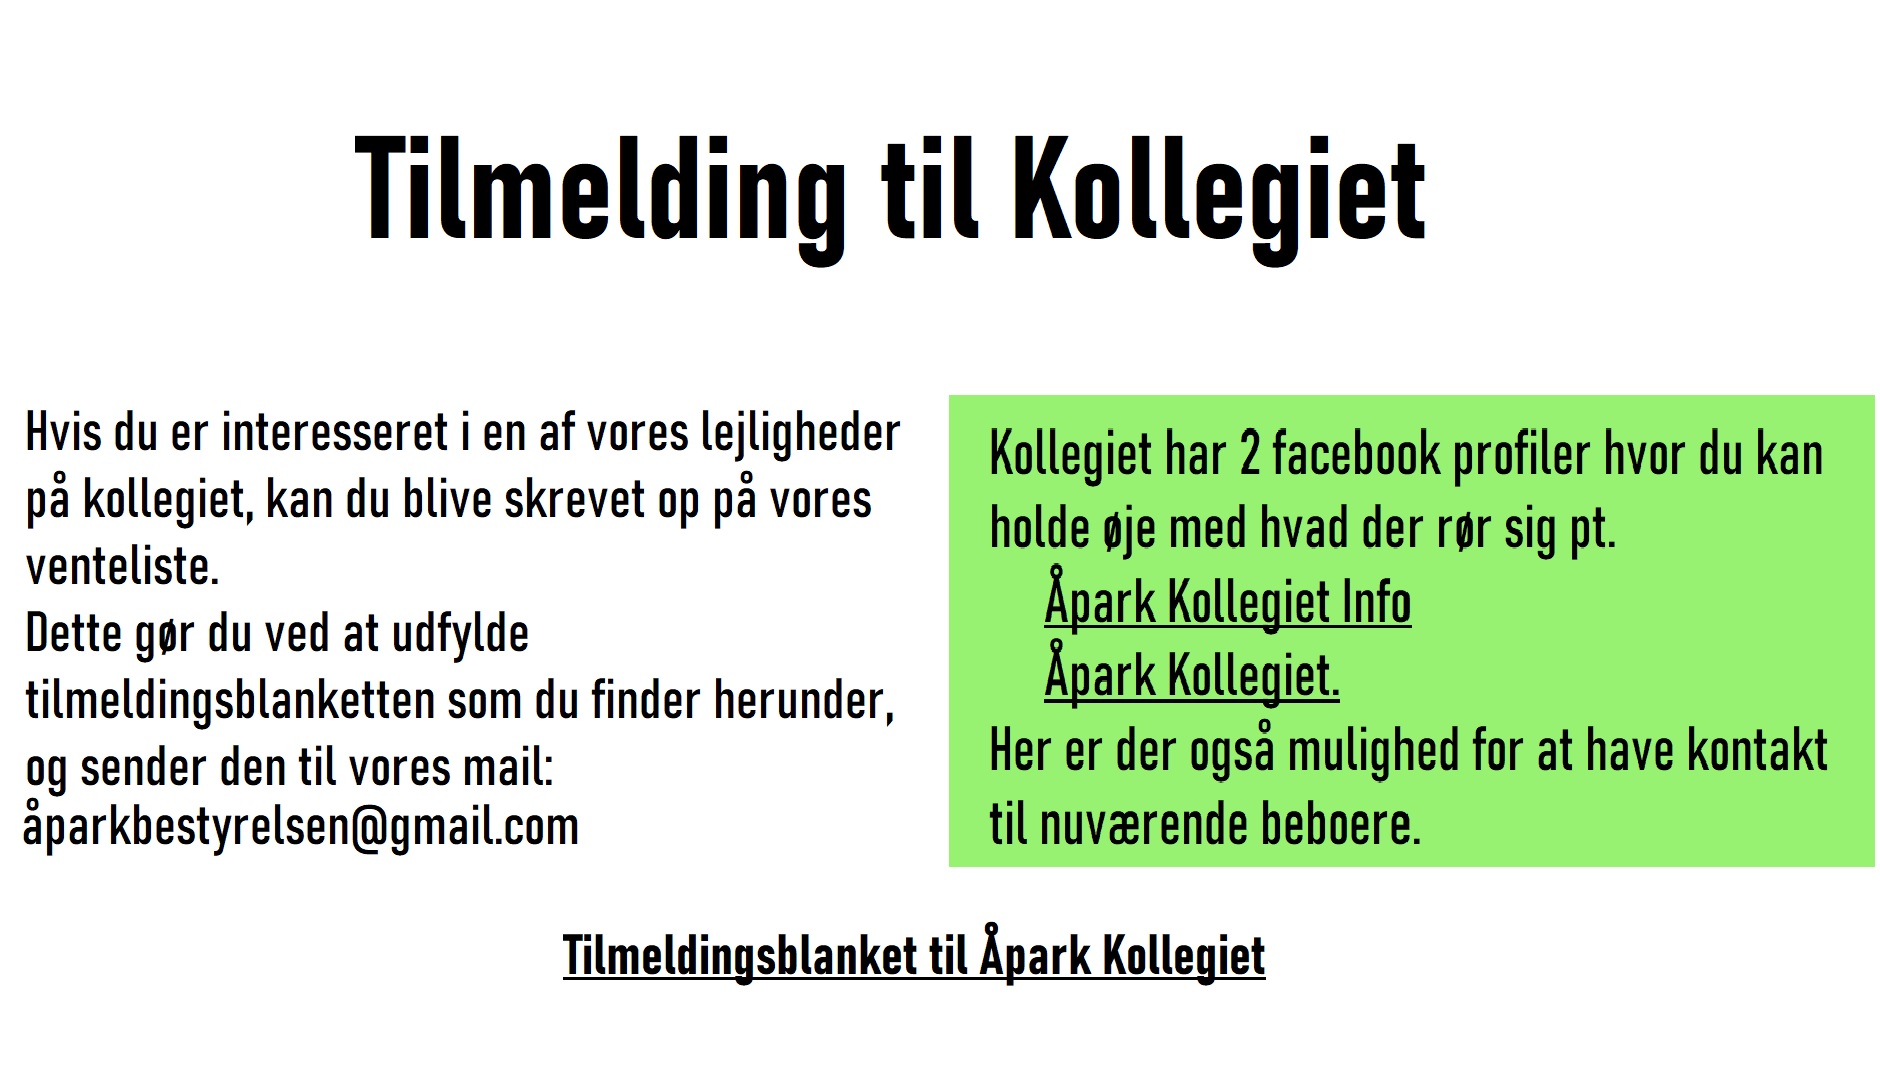 Tilmelding til Kollegiet
Hvis du er interesseret i en af vores lejligheder
på kollegiet, kan du blive skrevet op på vores
venteliste.
Dette gør du ved at udfylde
tilmeldingsblanketten som du finder herunder,
og sender den til vores mail:
åparkbestyrelsen@gmail.com
Kollegiet har 2 facebook profiler hvor du kan
holde øje med hvad der rør sig pt.
Åpark Kollegiet Info
Åpark Kollegiet.
Her er der også mulighed for at have kontakt
til nuværende beboere.
Tilmeldingsblanket til Åpark Kollegiet